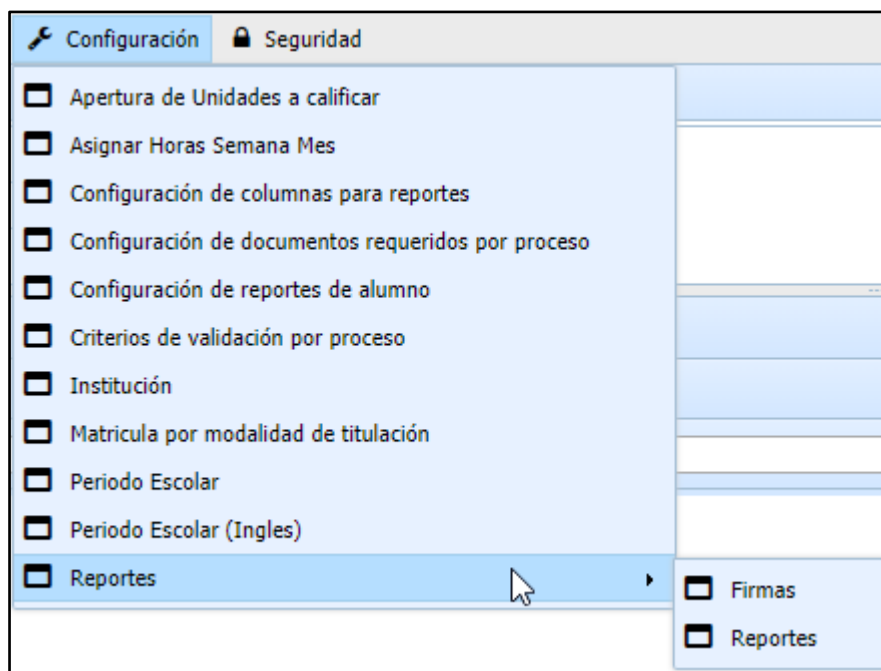 Configuración Seguridad
Apertura de Unidades a calificar
Asignar Horas Semana Mes
Configuración de columnas para reportes
Configuración de documentos requeridos por proceso
Configuración de reportes de alumno
Criterios de validación por proceso
Institución
Matricula por modalidad de titulación
Periodo Escolar
Periodo Escolar (Ingles)
Reportes
Firmas
Reportes